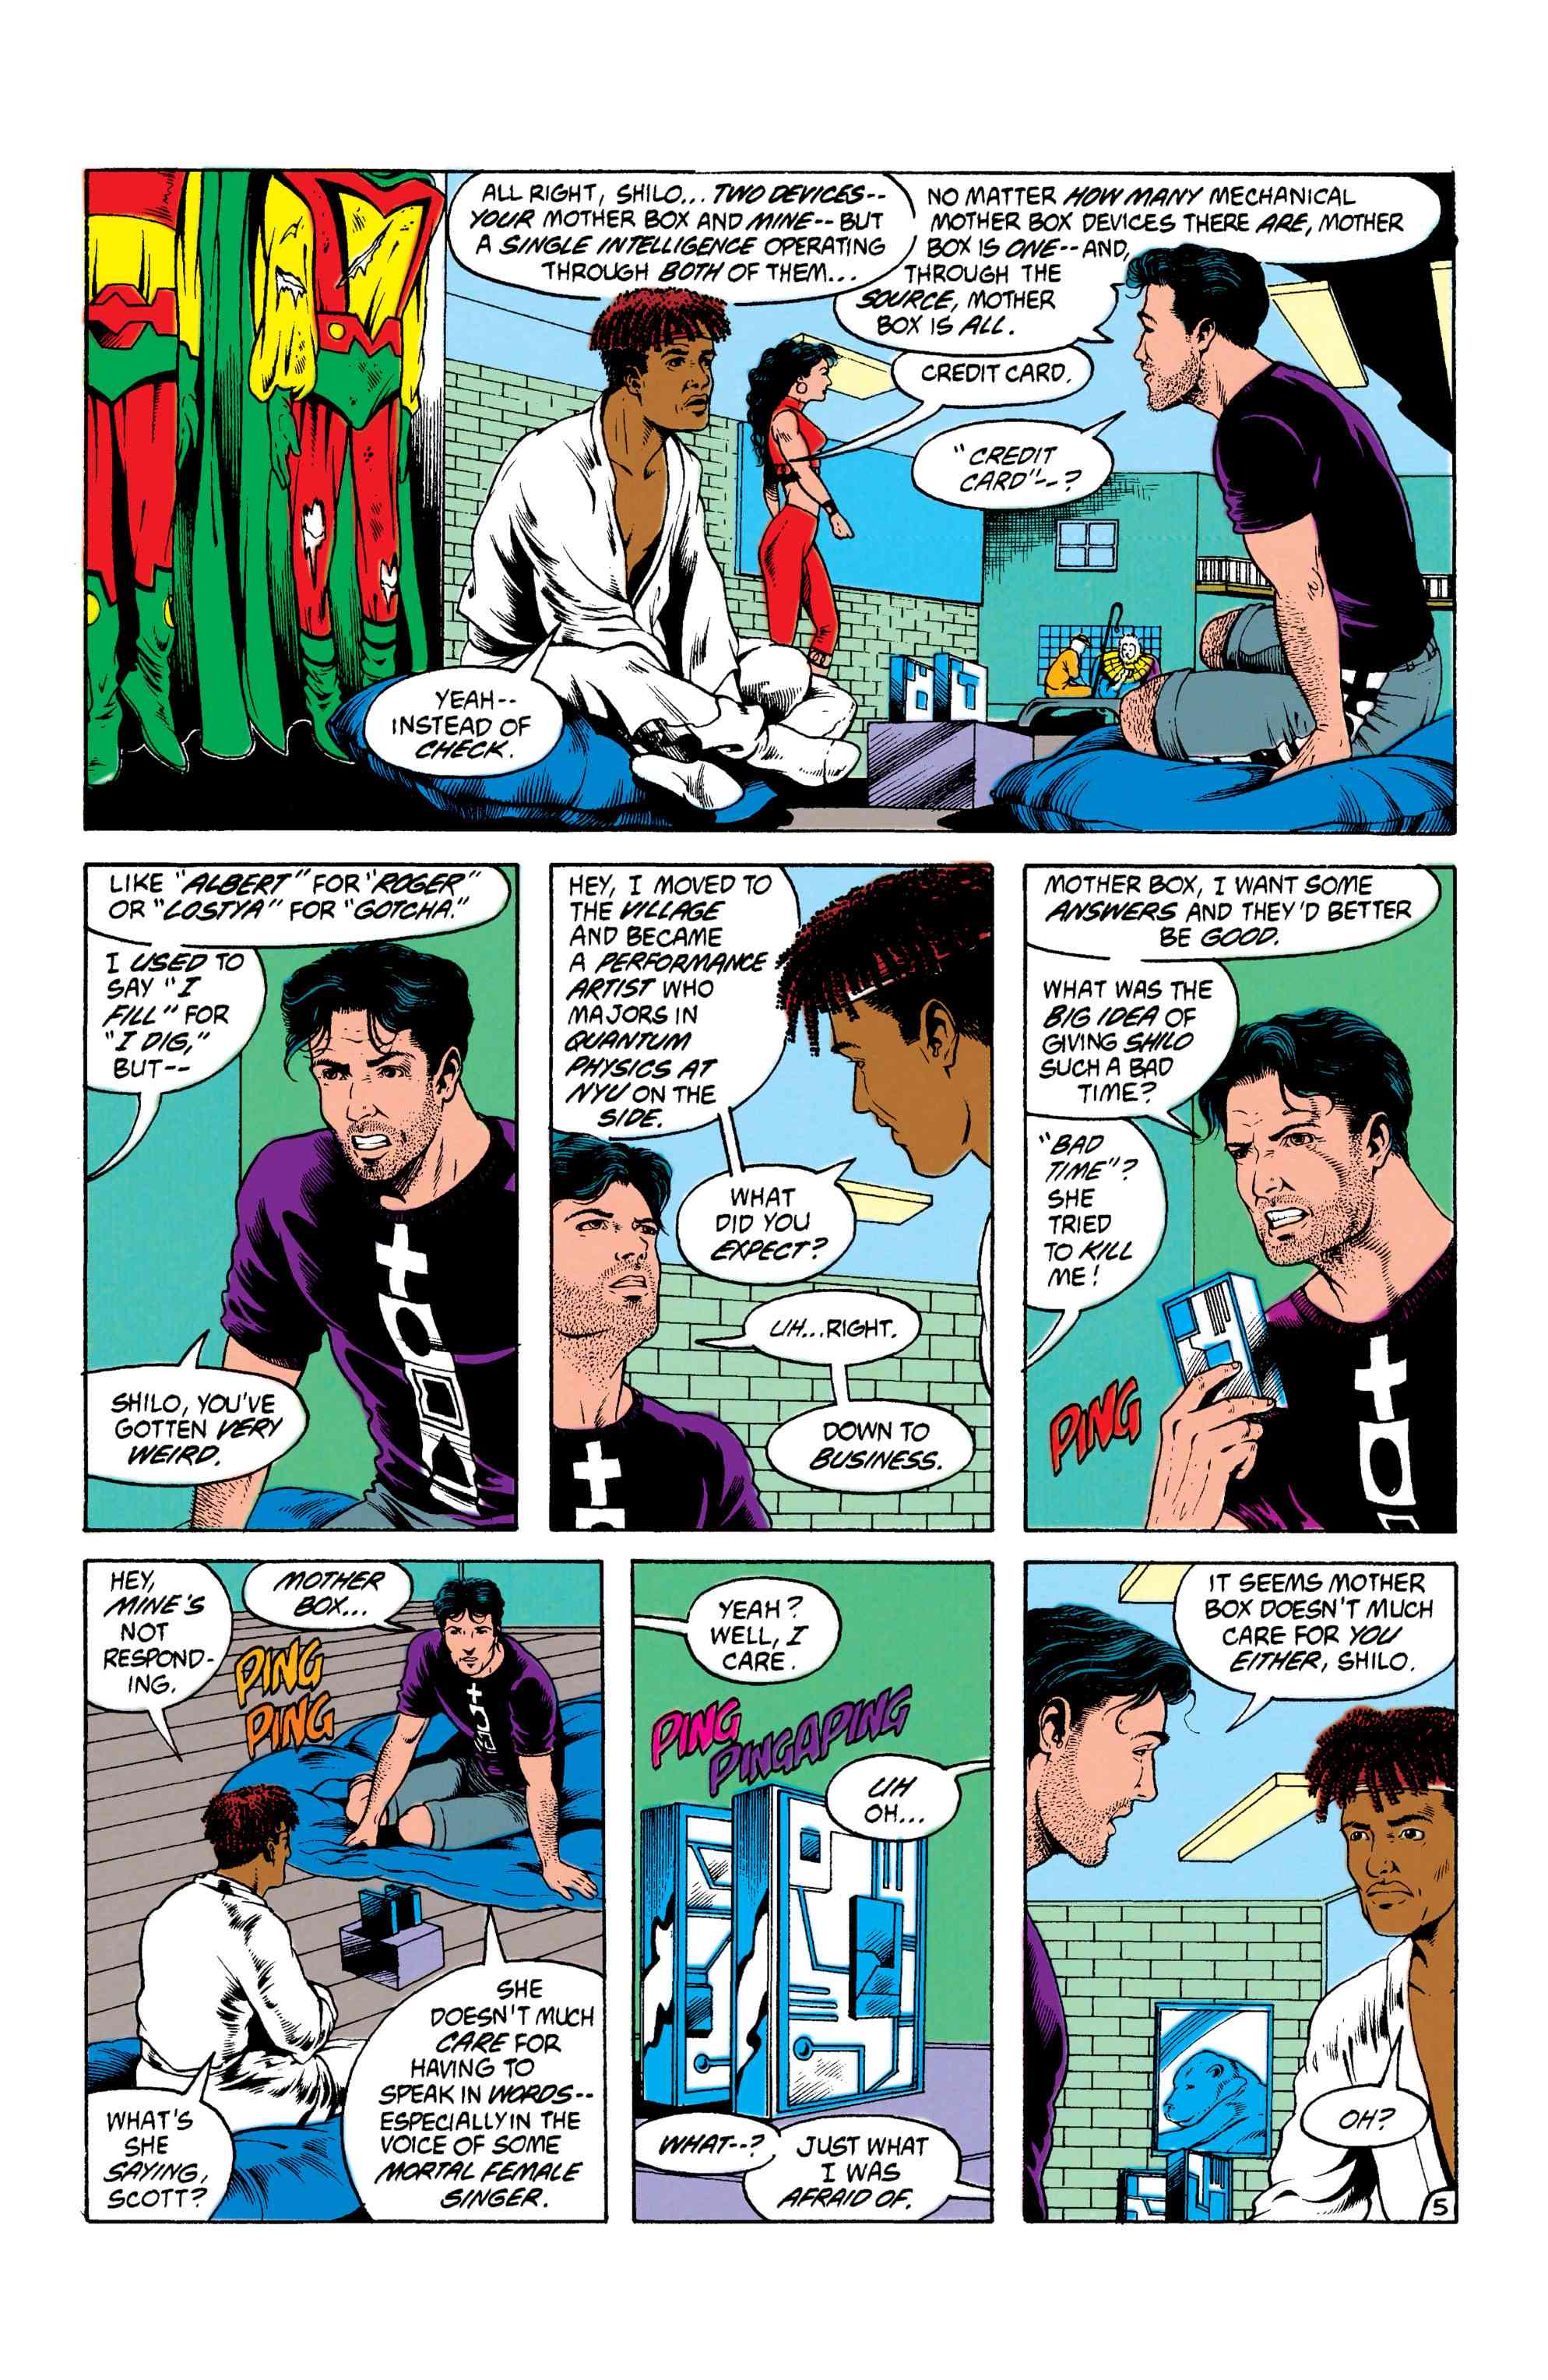 ALL RIGHT, SHILO... TWO DEVICES--
YOUR MOTHER BOX AND MINE-- BUT
A SINGLE INTELLIGENCE OPERATING
THROUGH BOTH OF THEM...
NO MATTER HOW MANY MECHANICAL
MOTHER BOX DEVICES THERE ARE, MOTHER
BOX IS ONE-- AND,
THROUGH THE
SOURCE, MOTHER
BOX IS ALL.
CREDIT CARD.
"CREDIT
CARD"--?
YEAH--
INSTEAD OF
CHECK.
LIKE "ALBERT" FOR "ROGER,"
OR "LOSTYA" FOR "GOTCHA."
I USED TO
SAY "I
FILL" FOR
"I DIG,"
BUT--
SHILO, YOU'VE
GOTTEN VERY
WEIRD.
HEY, I MOVED TO
THE VILLAGE
AND BECAME
A PERFORMANCE
ARTIST WHO
MAJORS IN
QUANTUM
PHYSICS AT
NYU ON THE
SIDE.
WHAT
DID YOU
EXPECT?
UH...RIGHT.
DOWN TO
BUSINESS.
MOTHER BOX, I WANT SOME
ANSWERS AND THEY'D BETTER
BE GOOD.
WHAT WAS THE
BIG IDEA OF
GIVING SHILO
SUCH A BAD
TIME?
"BAD
TIME"?
SHE
TRIED
TO KILL
ME!
PING
HEY,
MINE'S
NOT
RESPOND-
ING.
MOTHER
BOX...
PING
PING
WHAT'S
SHE
SAYING,
SCOTT?
SHE
DOESN'T MUCH
CARE FOR
HAVING TO
SPEAK IN WORDS--
ESPECIALLY IN THE
VOICE OF SOME
MORTAL FEMALE
SINGER.
YEAH?
WELL, I
CARE.
PING
PINGAPING
UH
OH...
WHAT--?
JUST WHAT
I WAS
AFRAID OF.
IT SEEMS MOTHER
BOX DOESN'T MUCH
CARE FOR YOU
EITHER, SHILO.
OH?
5